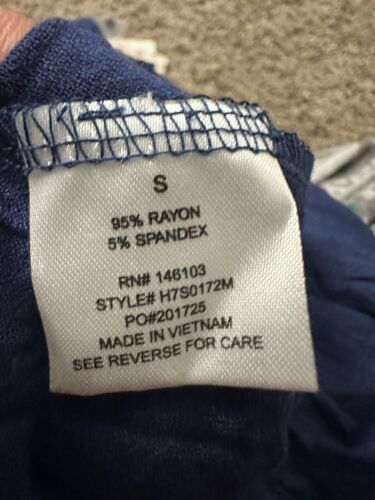 S
95% RAYON
5% SPANDEX
RN# 146103
STYLE# H7S0172M
PO#201725
MADE IN VIETNAM
SEE REVERSE FOR CARE